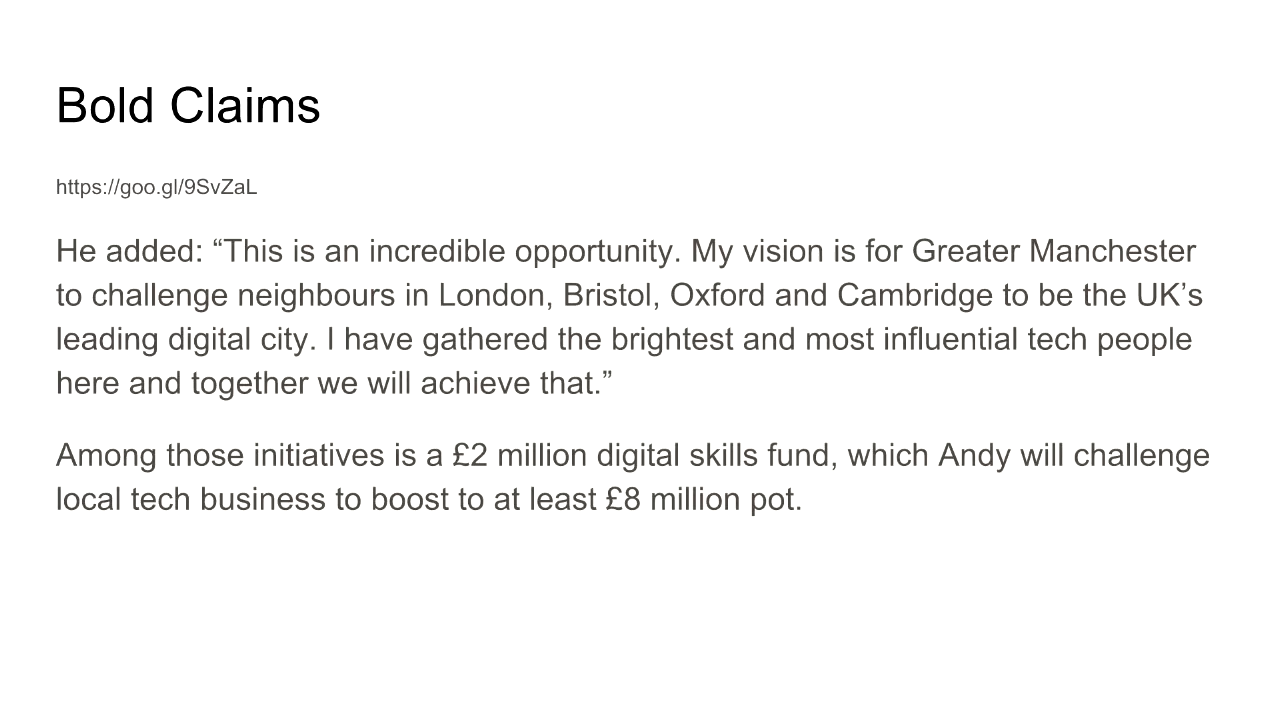 Bold Claims
https://goo.gl/9SvZaL
He added: “This is an incredible opportunity. My vision is for Greater Manchester
to challenge neighbours in London, Bristol, Oxford and Cambridge to be the UK’s
leading digital city. I have gathered the brightest and most influential tech people
here and together we will achieve that.”
Among those initiatives is a £2 million digital skills fund, which Andy will challenge
local tech business to boost to at least £8 million pot.